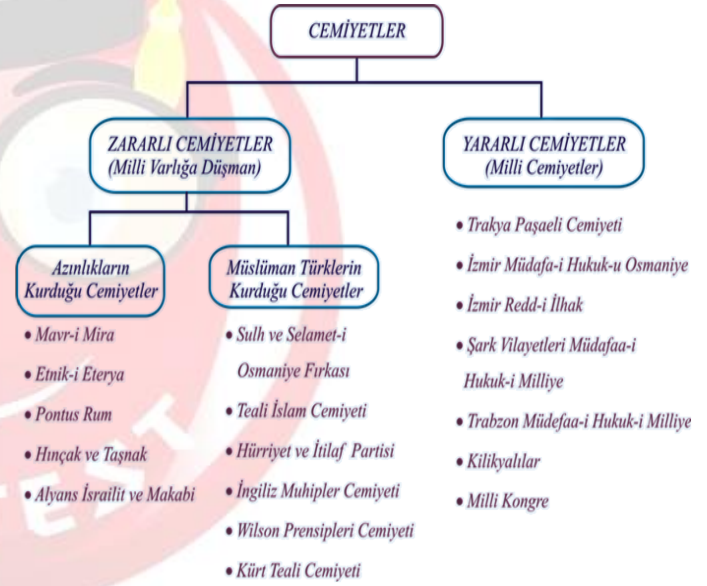 CEMİYETLER
ZARARLI CEMİYETLER
(Milli Varlığa Düşman)
Azınlıkların
Kurduğu Cemiyetler
• Mavr-i Mira
• Etnik-i Eterya
• Pontus Rum
• Hınçak ve Taşnak
• Alyans İsrailit ve Makabi
Müslüman Türklerin
Kurduğu Cemiyetler
• Sulh ve Selamet-i
Osmaniye Fırkası
• Teali İslam Cemiyeti
• Hürriyet ve İtilaf Partisi
• İngiliz Muhipler Cemiyeti
• Wilson Prensipleri Cemiyeti
• Kürt Teali Cemiyeti
YARARLI CEMİYETLER
(Milli Cemiyetler)
• Trakya Paşaeli Cemiyeti
• İzmir Müdafa-i Hukuk-u Osmaniye
• İzmir Redd-i İlhak
• Şark Vilayetleri Müdafaa-i
Hukuk-i Milliye
• Trabzon Müdefaa-i Hukuk-i Milliye
• Kilikyalılar
• Milli Kongre
EST